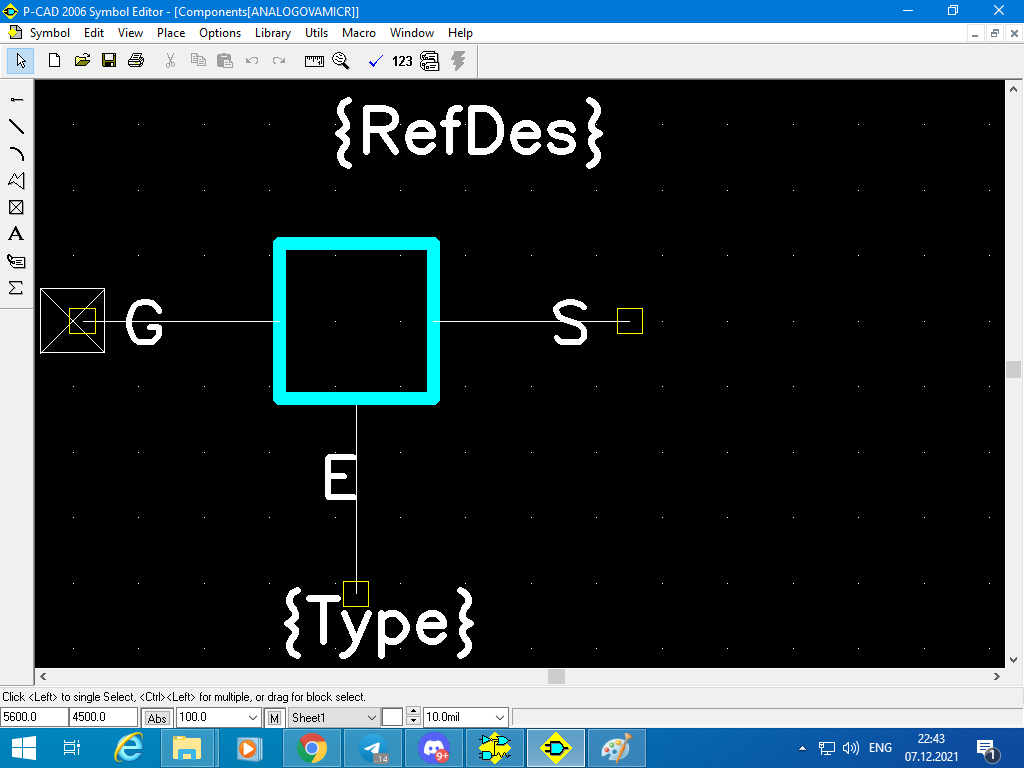 P-CAD 2006 Symbol Editor - [Components[ANALOGOVAMICR]]
Symbol Edit View Place Options Library Utils Macro Window Help
123
A
{RefDes}
G S
E
{Type}
Click <Left> to single Select, <Ctrl><Left> for multiple, or drag for block select.
5600.0 4500.0 Abs 100.0 M Sheet1 10.0mil
.14 9+ ENG 22:43
07.12.2021 1